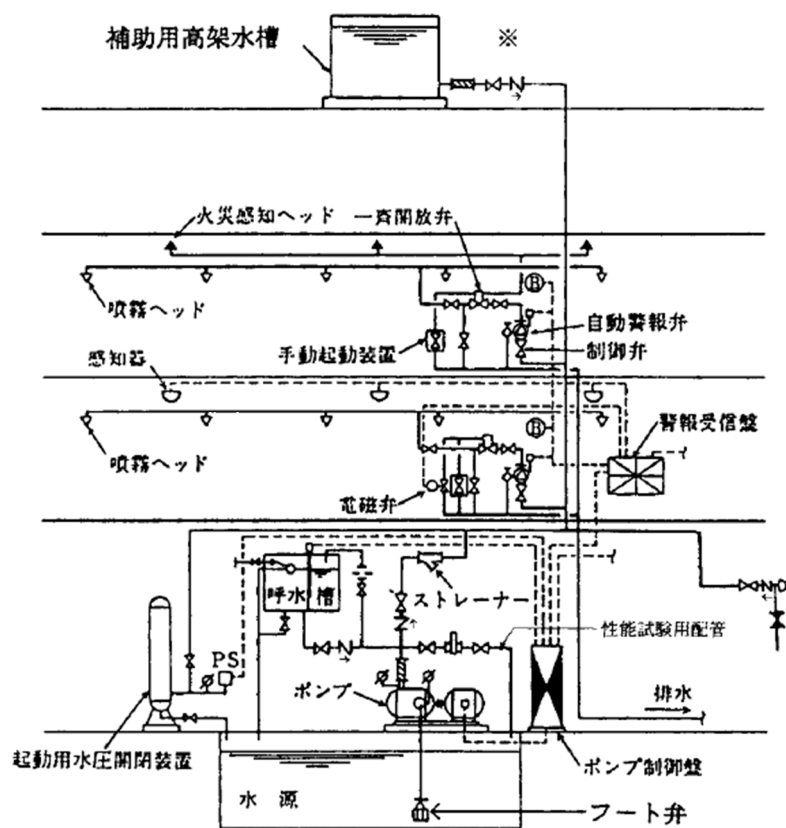 補助用高架水槽
※
火災感知ヘッド
一斉開放弁
B
噴霧ヘッド
自動警報弁
手動起動装置
制御弁
感知器
B
警報受信盤
噴霧ヘッド
電磁弁
呼水槽
ストレーナー
性能試験用配管
PS
ポンプ
排水
起動用水圧開閉装置
ポンプ制御盤
水源
フート弁